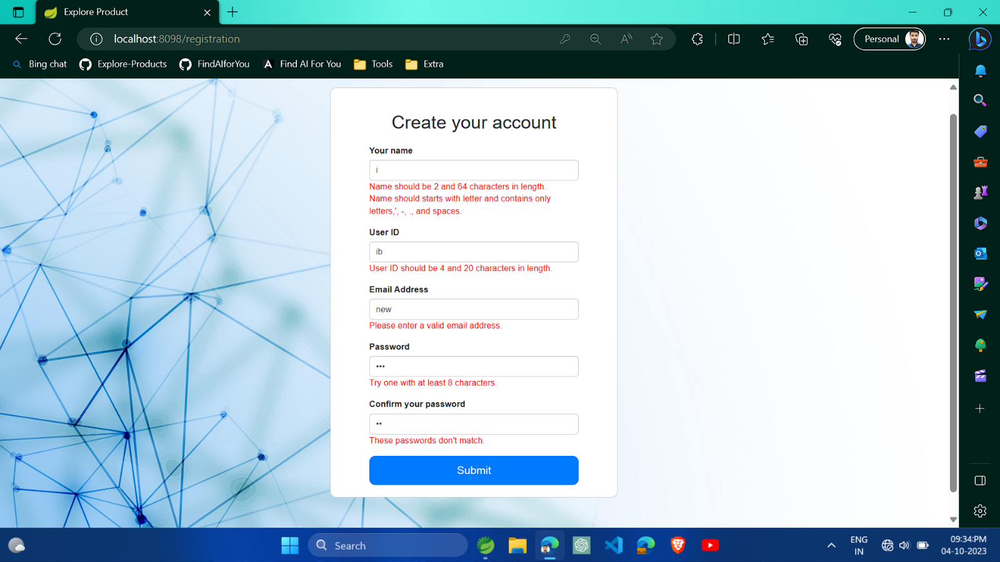 Explore Product
localhost:8098/registration
Personal
Bing chat
Explore-Products
FindAIforYou
Find AI For You
Tools
Extra
Create your account
Your name
i
Name should be 2 and 64 characters in length.
Name should starts with letter and contains only
letters,', -, ., and spaces.
User ID
ib
User ID should be 4 and 20 characters in length.
Email Address
new
Please enter a valid email address.
Password
•••
Try one with at least 8 characters.
Confirm your password
••
These passwords don't match.
Submit
Search
ENG
IN
09:34:PM
04-10-2023